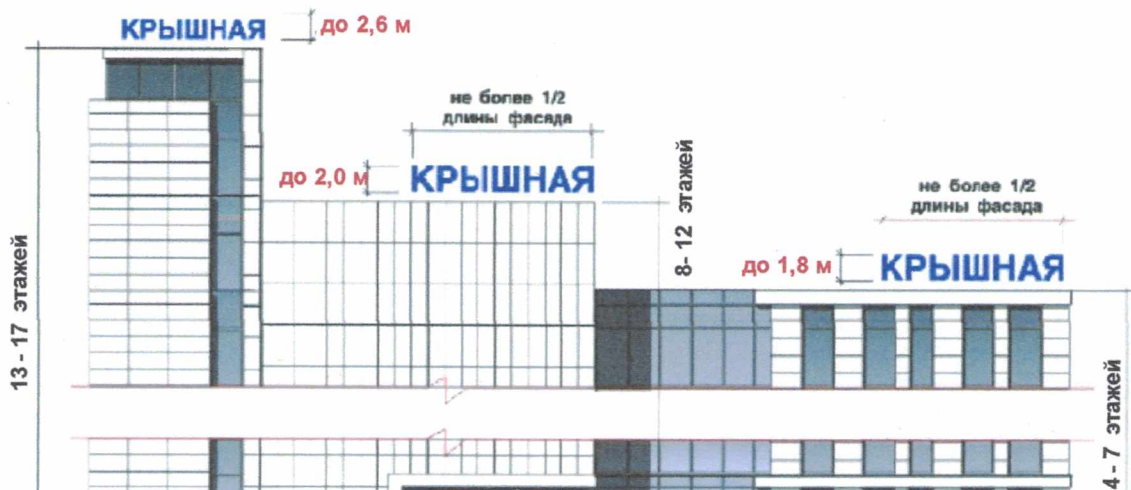 КРЫШНАЯ
до 2,6 м
не более 1/2
длины фасада
до 2,0 м
КРЫШНАЯ
8- 12 этажей
не более 1/2
длины фасада
до 1,8 м
КРЫШНАЯ
13 - 17 этажей
4 - 7 этажей